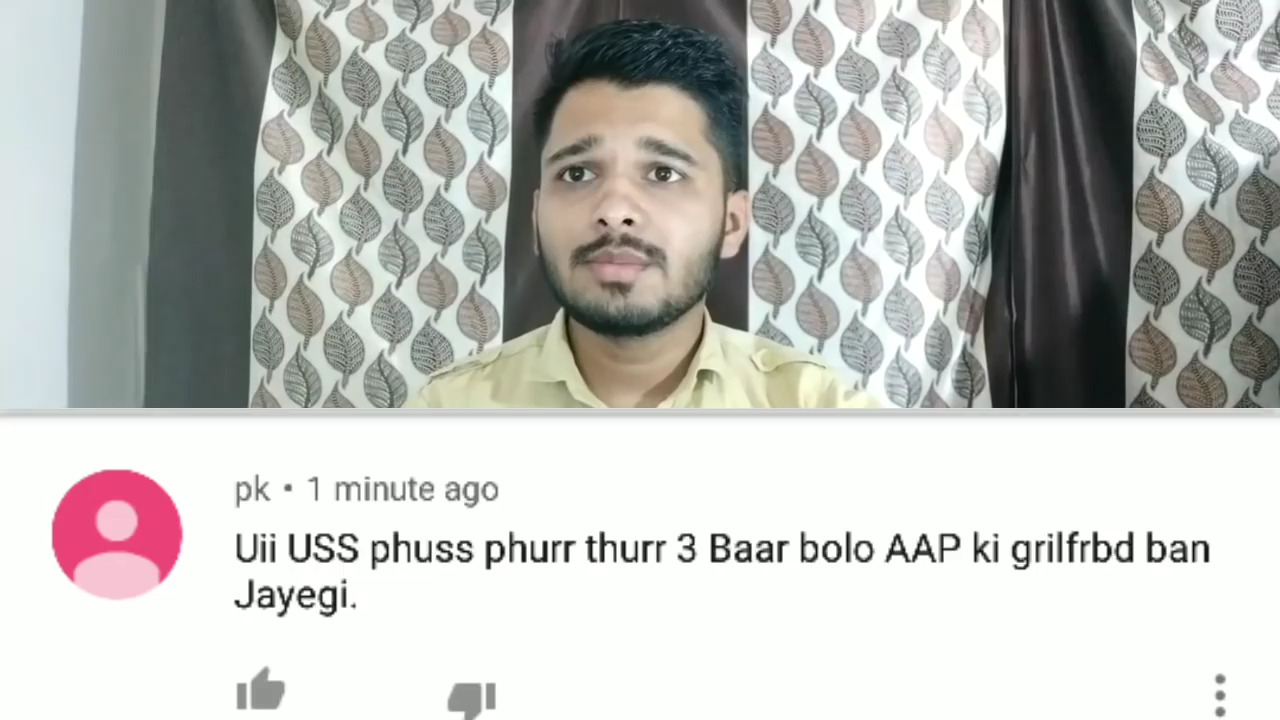 pk • 1 minute ago
Uii USS phuss phurr thurr 3 Baar bolo AAP ki grilfrbd ban
Jayegi.